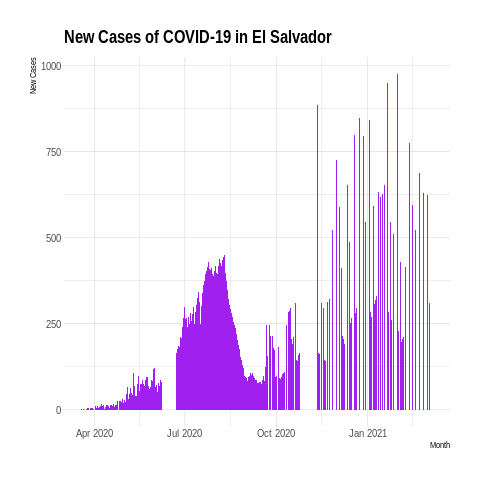 New Cases of COVID-19 in El Salvador
New Cases
1000
750
500
250
0
Apr 2020 Jul 2020 Oct 2020 Jan 2021
Month